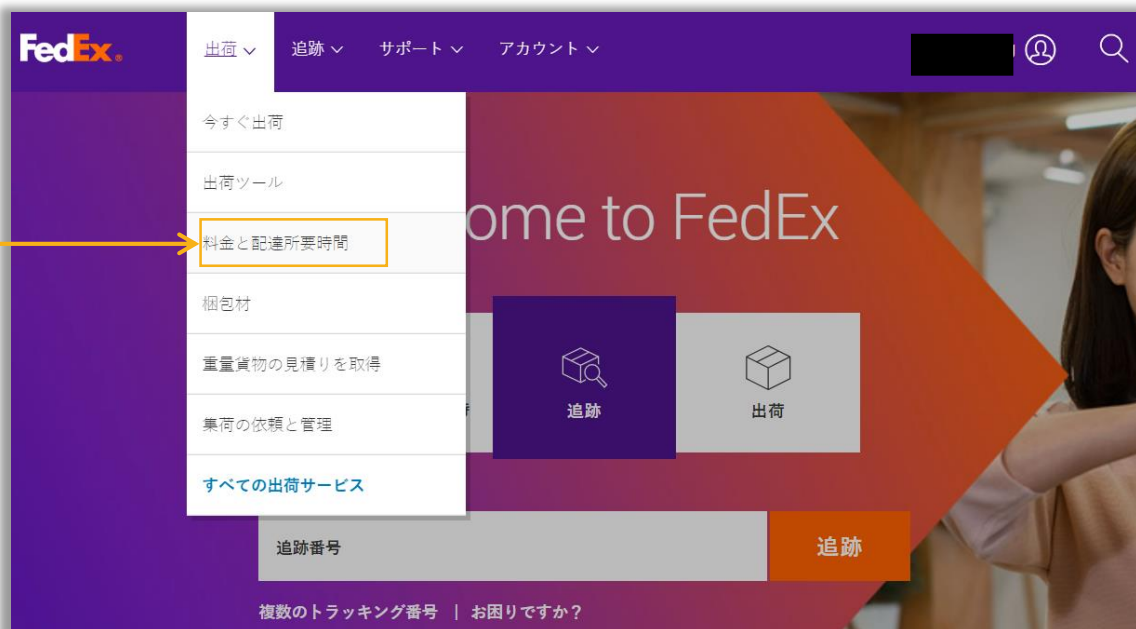 FedEx®
出荷
追跡
サポート
アカウント
今すぐ出荷
出荷ツール
料金と配達所要時間
梱包材
重量貨物の見積りを取得
集荷の依頼と管理
すべての出荷サービス
ome to FedEx
追跡
出荷
追跡番号
追跡
複数のトラッキング番号 | お困りですか？